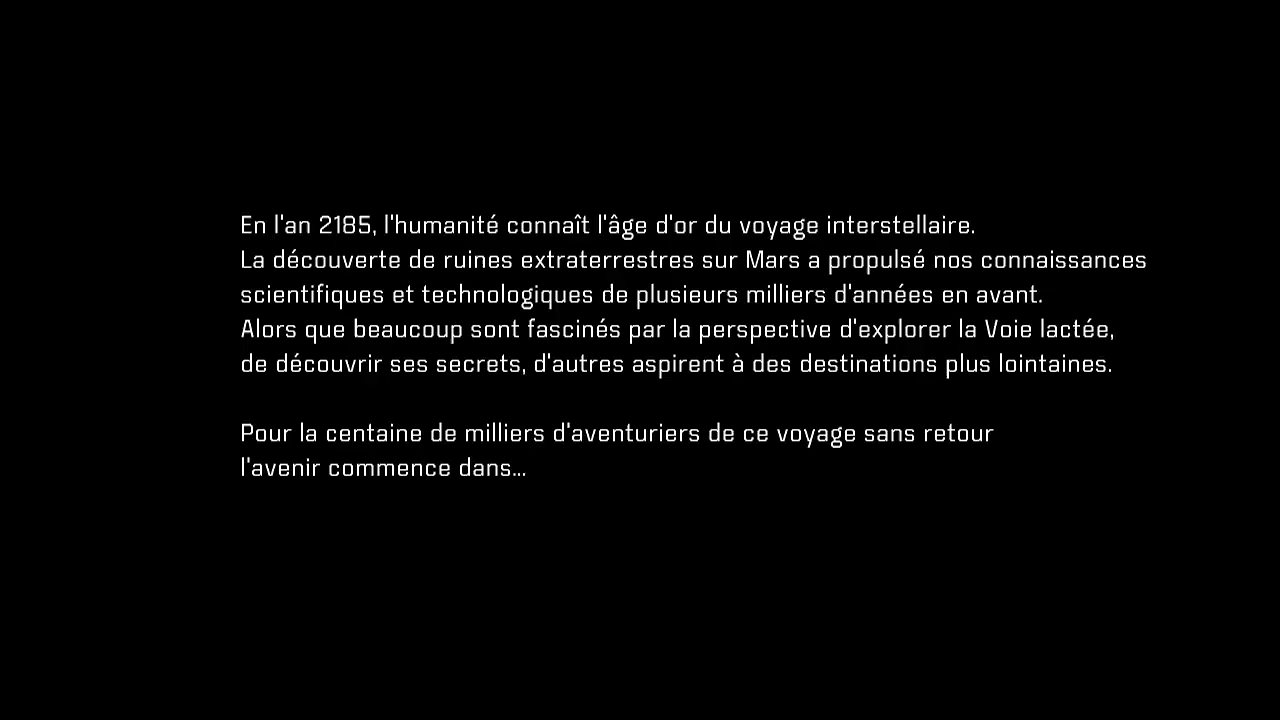 En l'an 2185, l'humanité connaît l'âge d'or du voyage interstellaire.
La découverte de ruines extraterrestres sur Mars a propulsé nos connaissances
scientifiques et technologiques de plusieurs milliers d'années en avant.
Alors que beaucoup sont fascinés par la perspective d'explorer la Voie lactée,
de découvrir ses secrets, d'autres aspirent à des destinations plus lointaines.
Pour la centaine de milliers d'aventuriers de ce voyage sans retour
l'avenir commence dans...